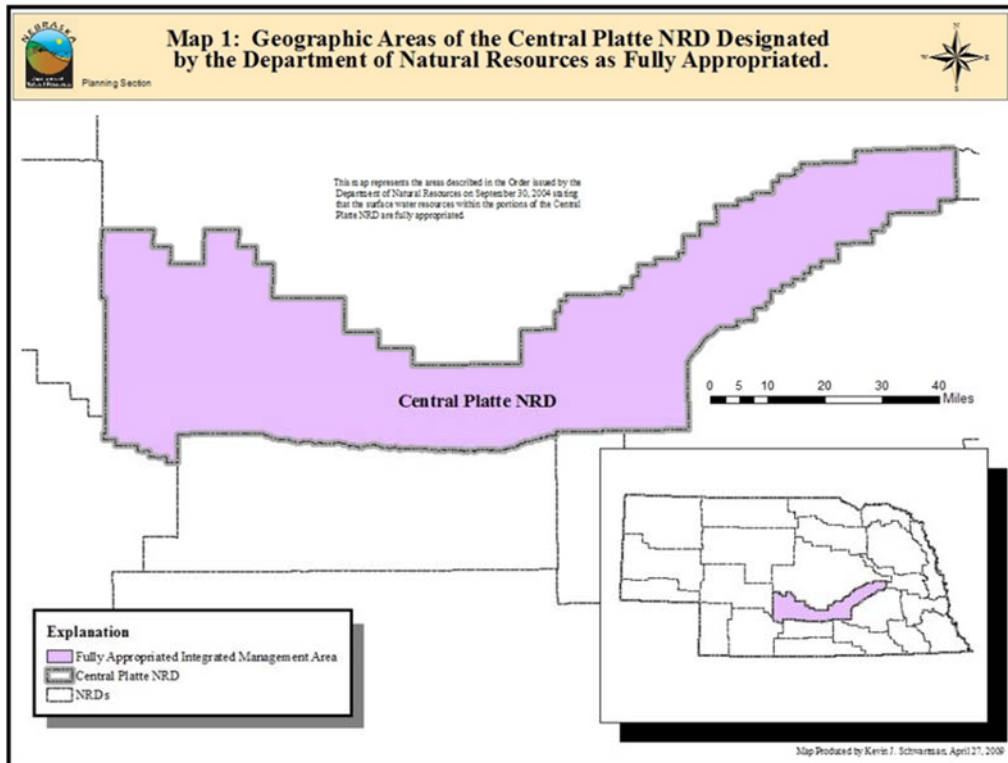 NEBRASKA
Planning Section
Map 1: Geographic Areas of the Central Platte NRD Designated
by the Department of Natural Resources as Fully Appropriated.
N
W
E
S
This map represents the areas described in the Order issued by the
Department of Natural Resources on September 30, 2004 stating
that the surface water resources within the portions of the Central
Platte NRD are fully appropriated.
Central Platte NRD
0 5 10 20 30 40
Miles
Explanation
Fully Appropriated Integrated Management Area
Central Platte NRD
NRDs
Map Produced by Kevin J. Schwartman, April 27, 2009